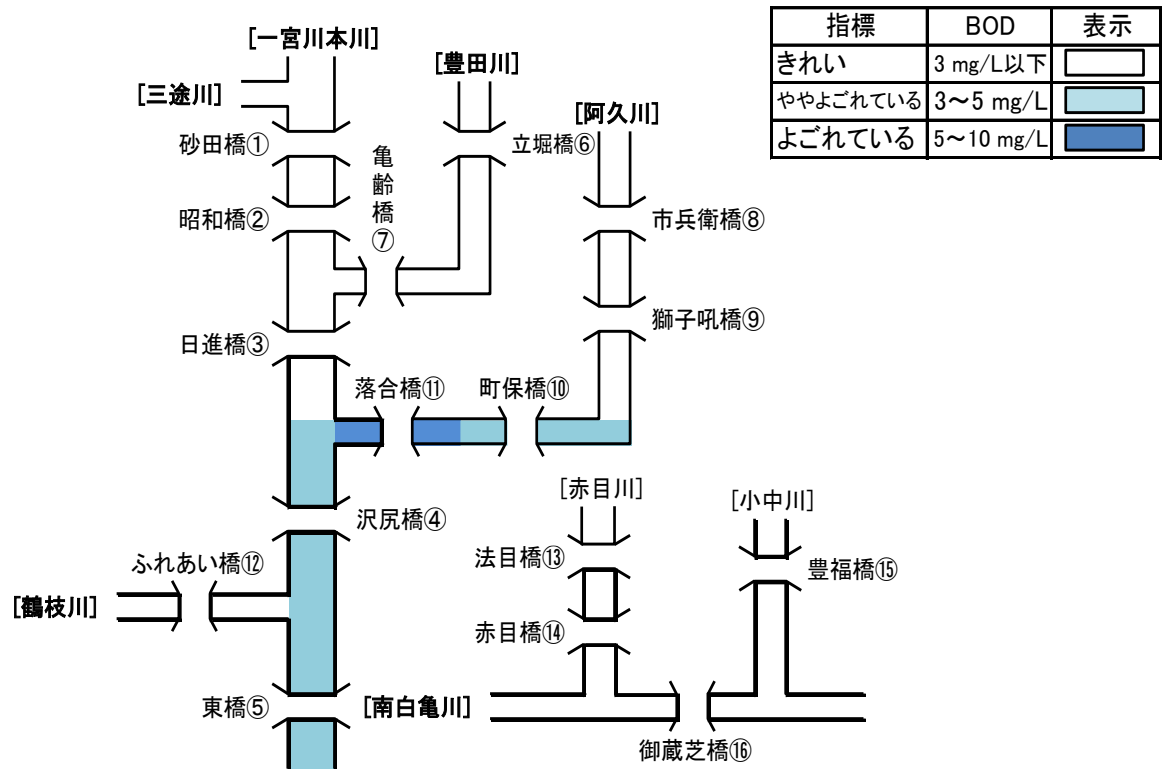 [一宮川本川]
[三途川]
[豊田川]
[阿久川]
指標 BOD 表示
きれい 3 mg/L以下
ややよごれている 3～5 mg/L
よごれている 5～10 mg/L
砂田橋①
昭和橋②
亀齢橋⑦
立堀橋⑥
市兵衛橋⑧
獅子吼橋⑨
日進橋③
落合橋⑪
町保橋⑩
沢尻橋④
[赤目川]
[小中川]
ふれあい橋⑫
法目橋⑬
豊福橋⑮
[鶴枝川]
赤目橋⑭
東橋⑤
[南白亀川]
御蔵芝橋⑯